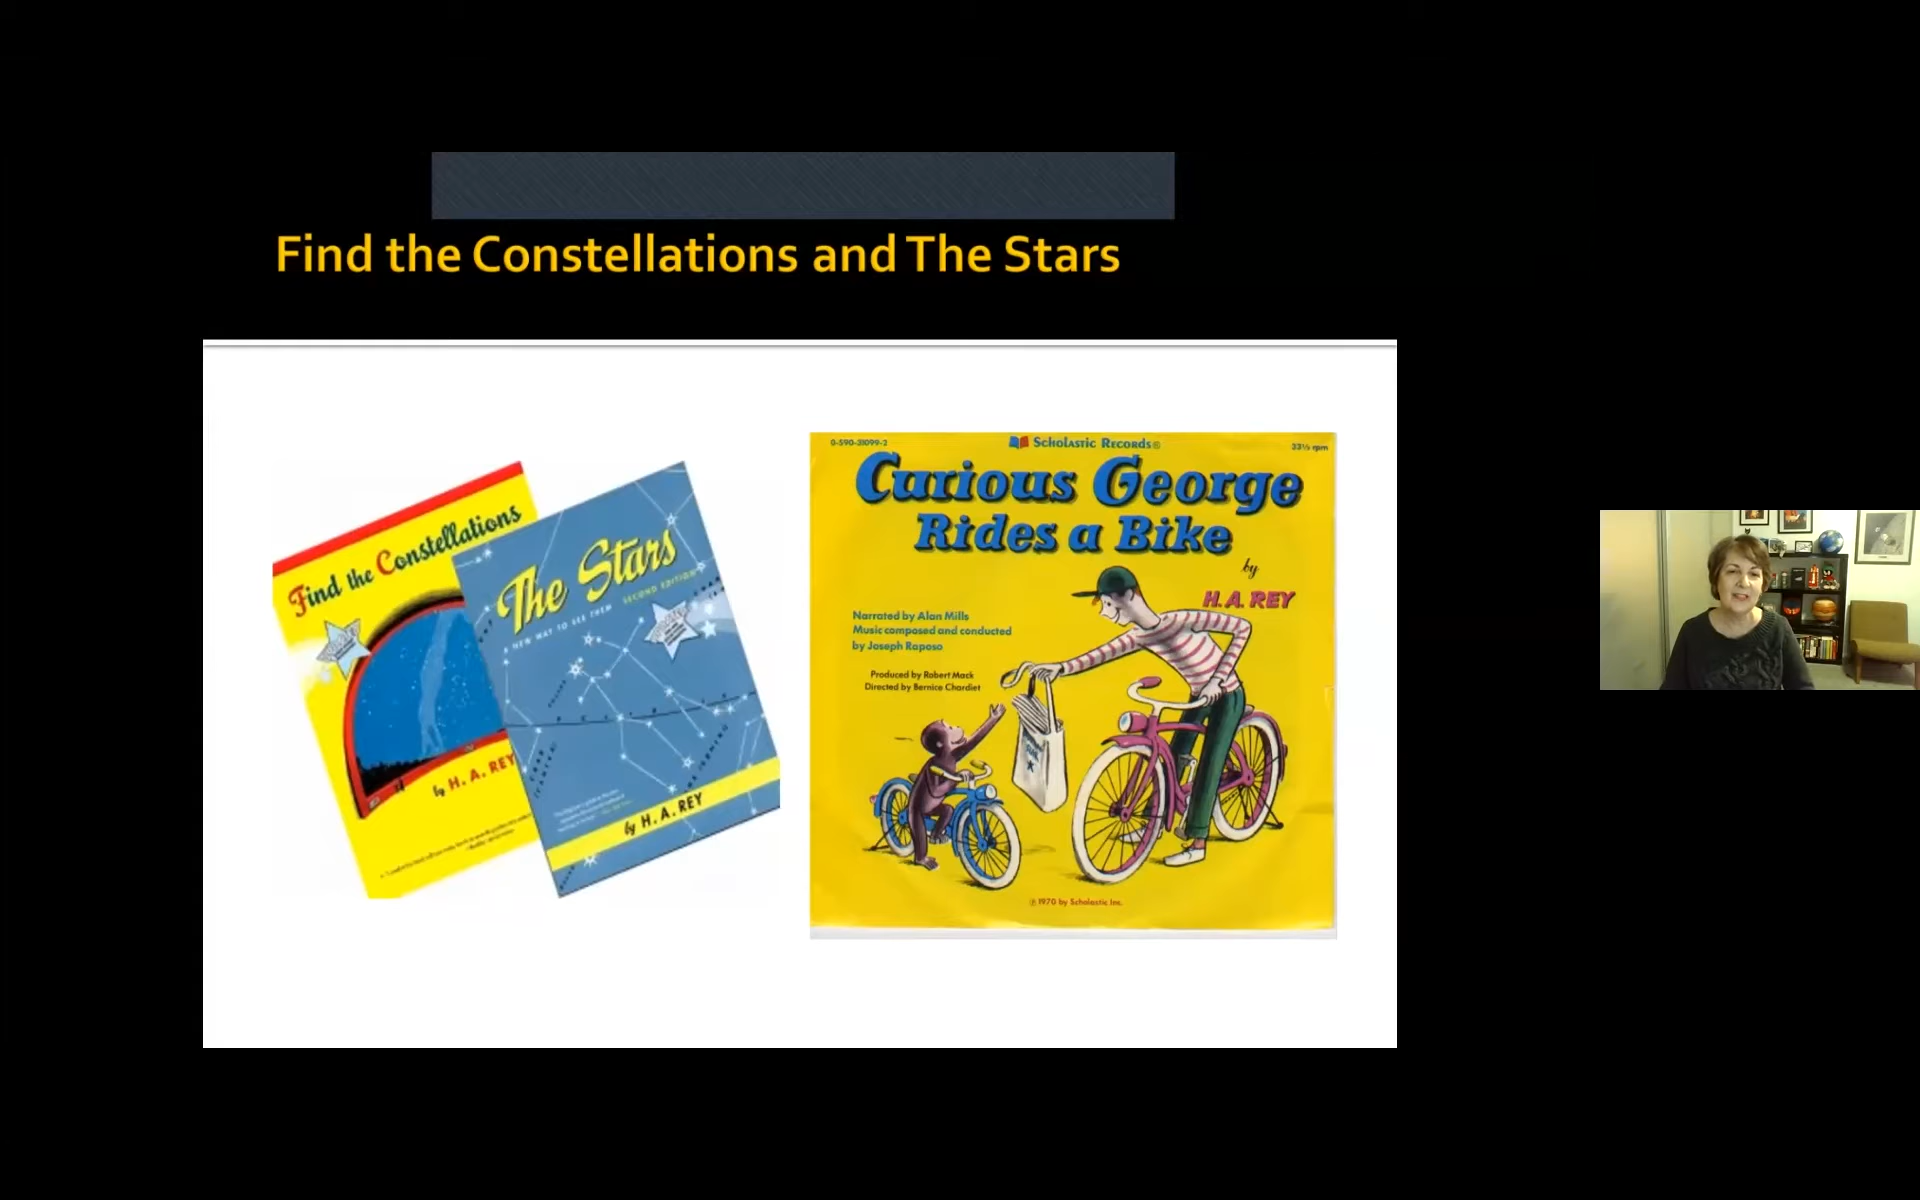 Find the Constellations and The Stars
Find the Constellations
by H. A. REY
The Stars
A NEW WAY TO SEE THEM SECOND EDITION
by H. A. REY
0-590-31099-2
Scholastic Records®
33⅓ rpm
Curious George
Rides a Bike
by
H. A. REY
Narrated by Alan Mills
Music composed and conducted
by Joseph Raposo
Produced by Robert Mack
Directed by Bernice Chardiet
℗ 1970 by Scholastic Inc.